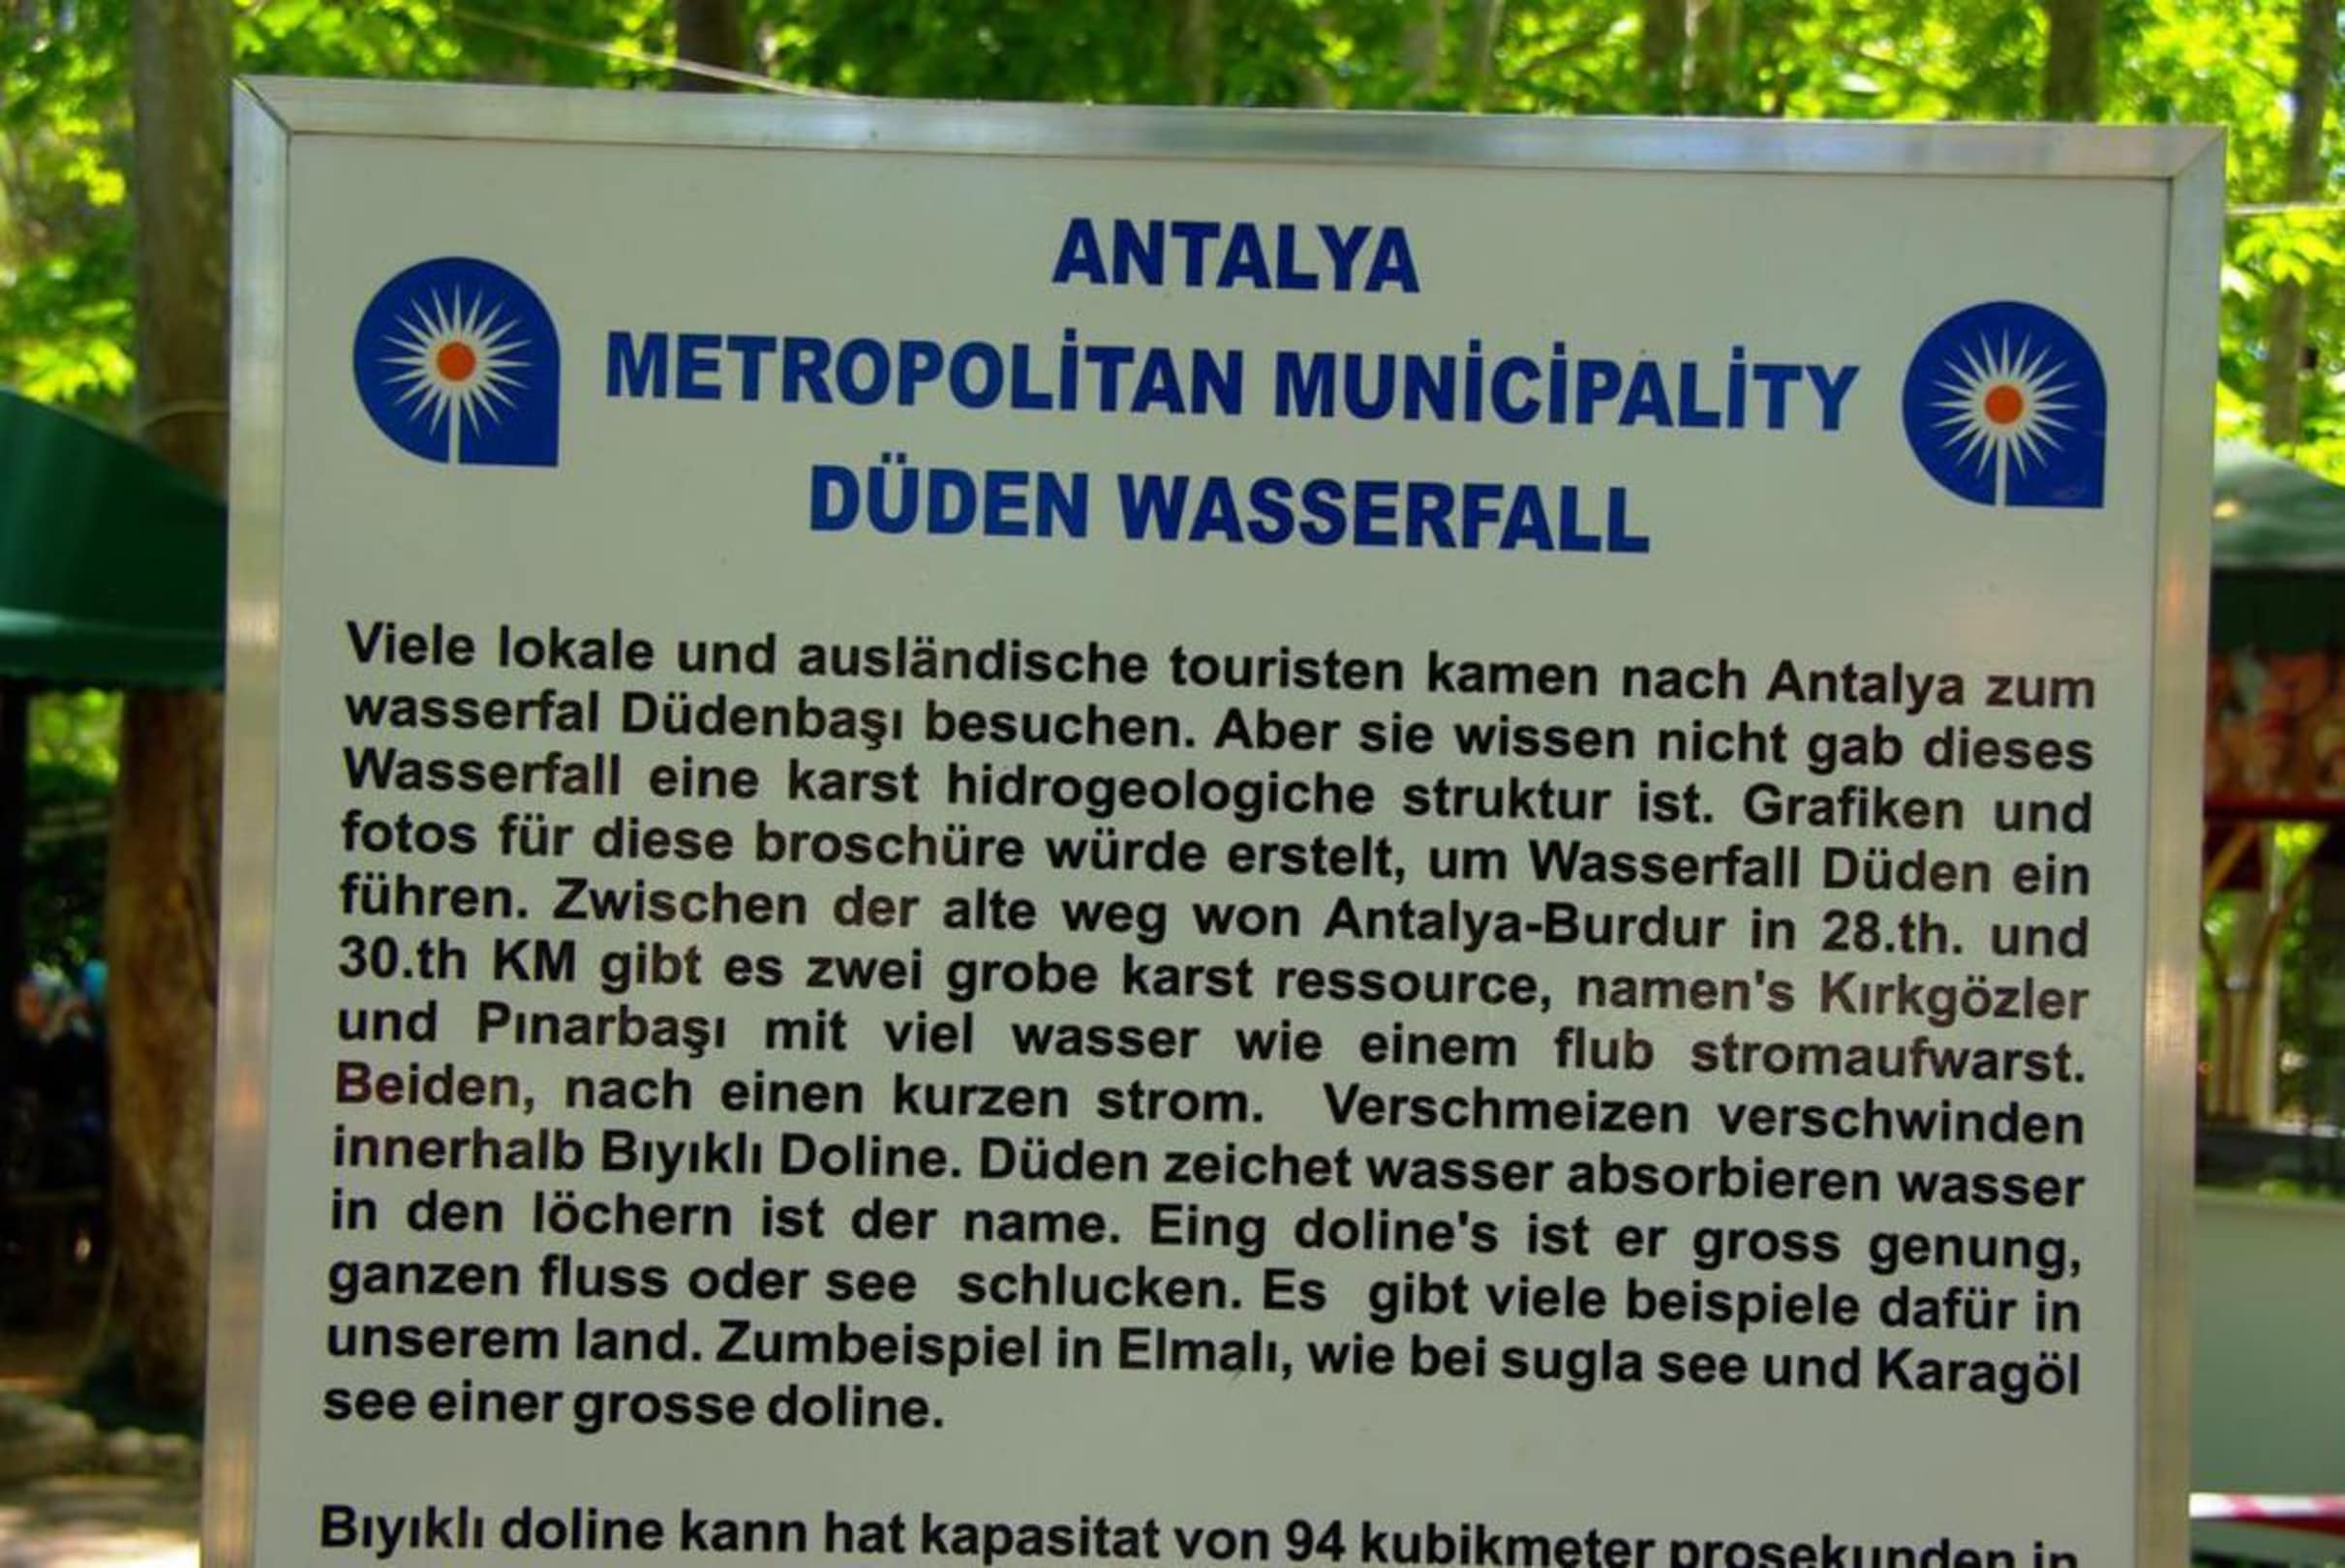 ANTALYA
METROPOLİTAN MUNİCİPALİTY
DÜDEN WASSERFALL
Viele lokale und ausländische touristen kamen nach Antalya zum
wasserfal Düdenbaşı besuchen. Aber sie wissen nicht gab dieses
Wasserfall eine karst hidrogeologiche struktur ist. Grafiken und
fotos für diese broschüre würde erstelt, um Wasserfall Düden ein
führen. Zwischen der alte weg won Antalya-Burdur in 28.th. und
30.th KM gibt es zwei grobe karst ressource, namen's Kırkgözler
und Pınarbaşı mit viel wasser wie einem flub stromaufwarst.
Beiden, nach einen kurzen strom. Verschmeizen verschwinden
innerhalb Bıyıklı Doline. Düden zeichet wasser absorbieren wasser
in den löchern ist der name. Eing doline's ist er gross genung,
ganzen fluss oder see schlucken. Es gibt viele beispiele dafür in
unserem land. Zumbeispiel in Elmalı, wie bei sugla see und Karagöl
see einer grosse doline.
Bıyıklı doline kann hat kapasitat von 94 kubikmeter prosekunden in